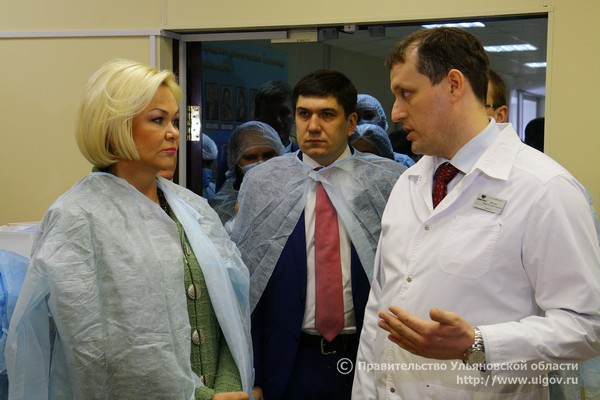 © Правительство Ульяновской области
http://www.ulgov.ru